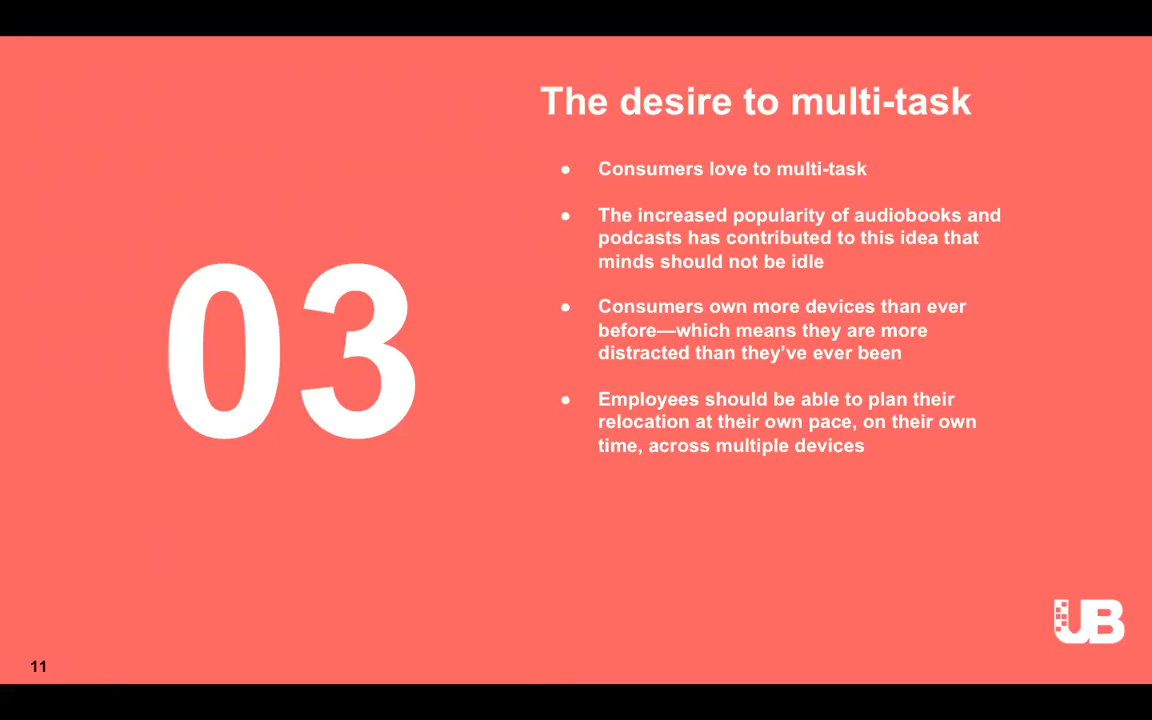 The desire to multi-task
● Consumers love to multi-task
● The increased popularity of audiobooks and
podcasts has contributed to this idea that
minds should not be idle
● Consumers own more devices than ever
before—which means they are more
distracted than they’ve ever been
● Employees should be able to plan their
relocation at their own pace, on their own
time, across multiple devices
03
UB
11